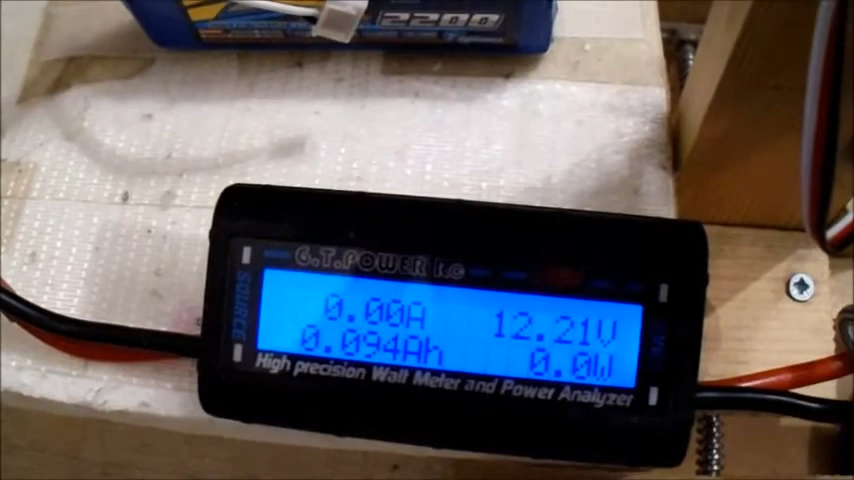 2200
G.T.POWER RC
SOURCE
0.00A 12.21V
0.094Ah 0.0W
High precision Watt Meter and Power Analyzer